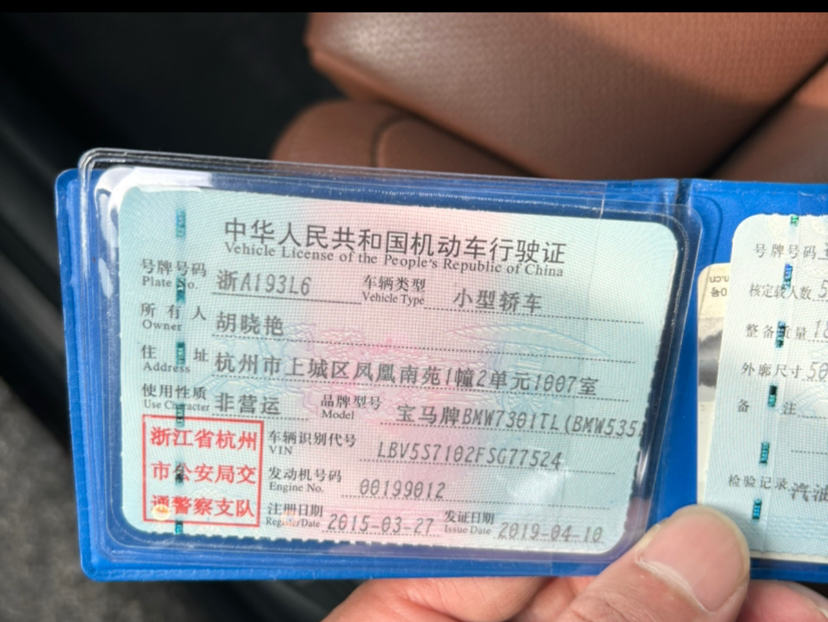 中华人民共和国机动车行驶证
Vehicle License of the People's Republic of China
号牌号码 浙A193L6 车辆类型 小型轿车
Plate No. Vehicle Type
所有人 胡晓艳
Owner
住址 杭州市上城区凤凰南苑1幢2单元1007室
Address
使用性质 非营运 品牌型号 宝马牌BMW7301TL(BMW535
Use Character Model
浙江省杭州
市公安局交
通警察支队
车辆识别代号 LBV5S7102FSG77524
VIN
发动机号码 00199012
Engine No.
注册日期 2015-03-27 发证日期 2019-04-10
Register Date Issue Date
号牌号码
核定载人数 5
整备质量 18
外廓尺寸 50
备注
检验记录 汽油